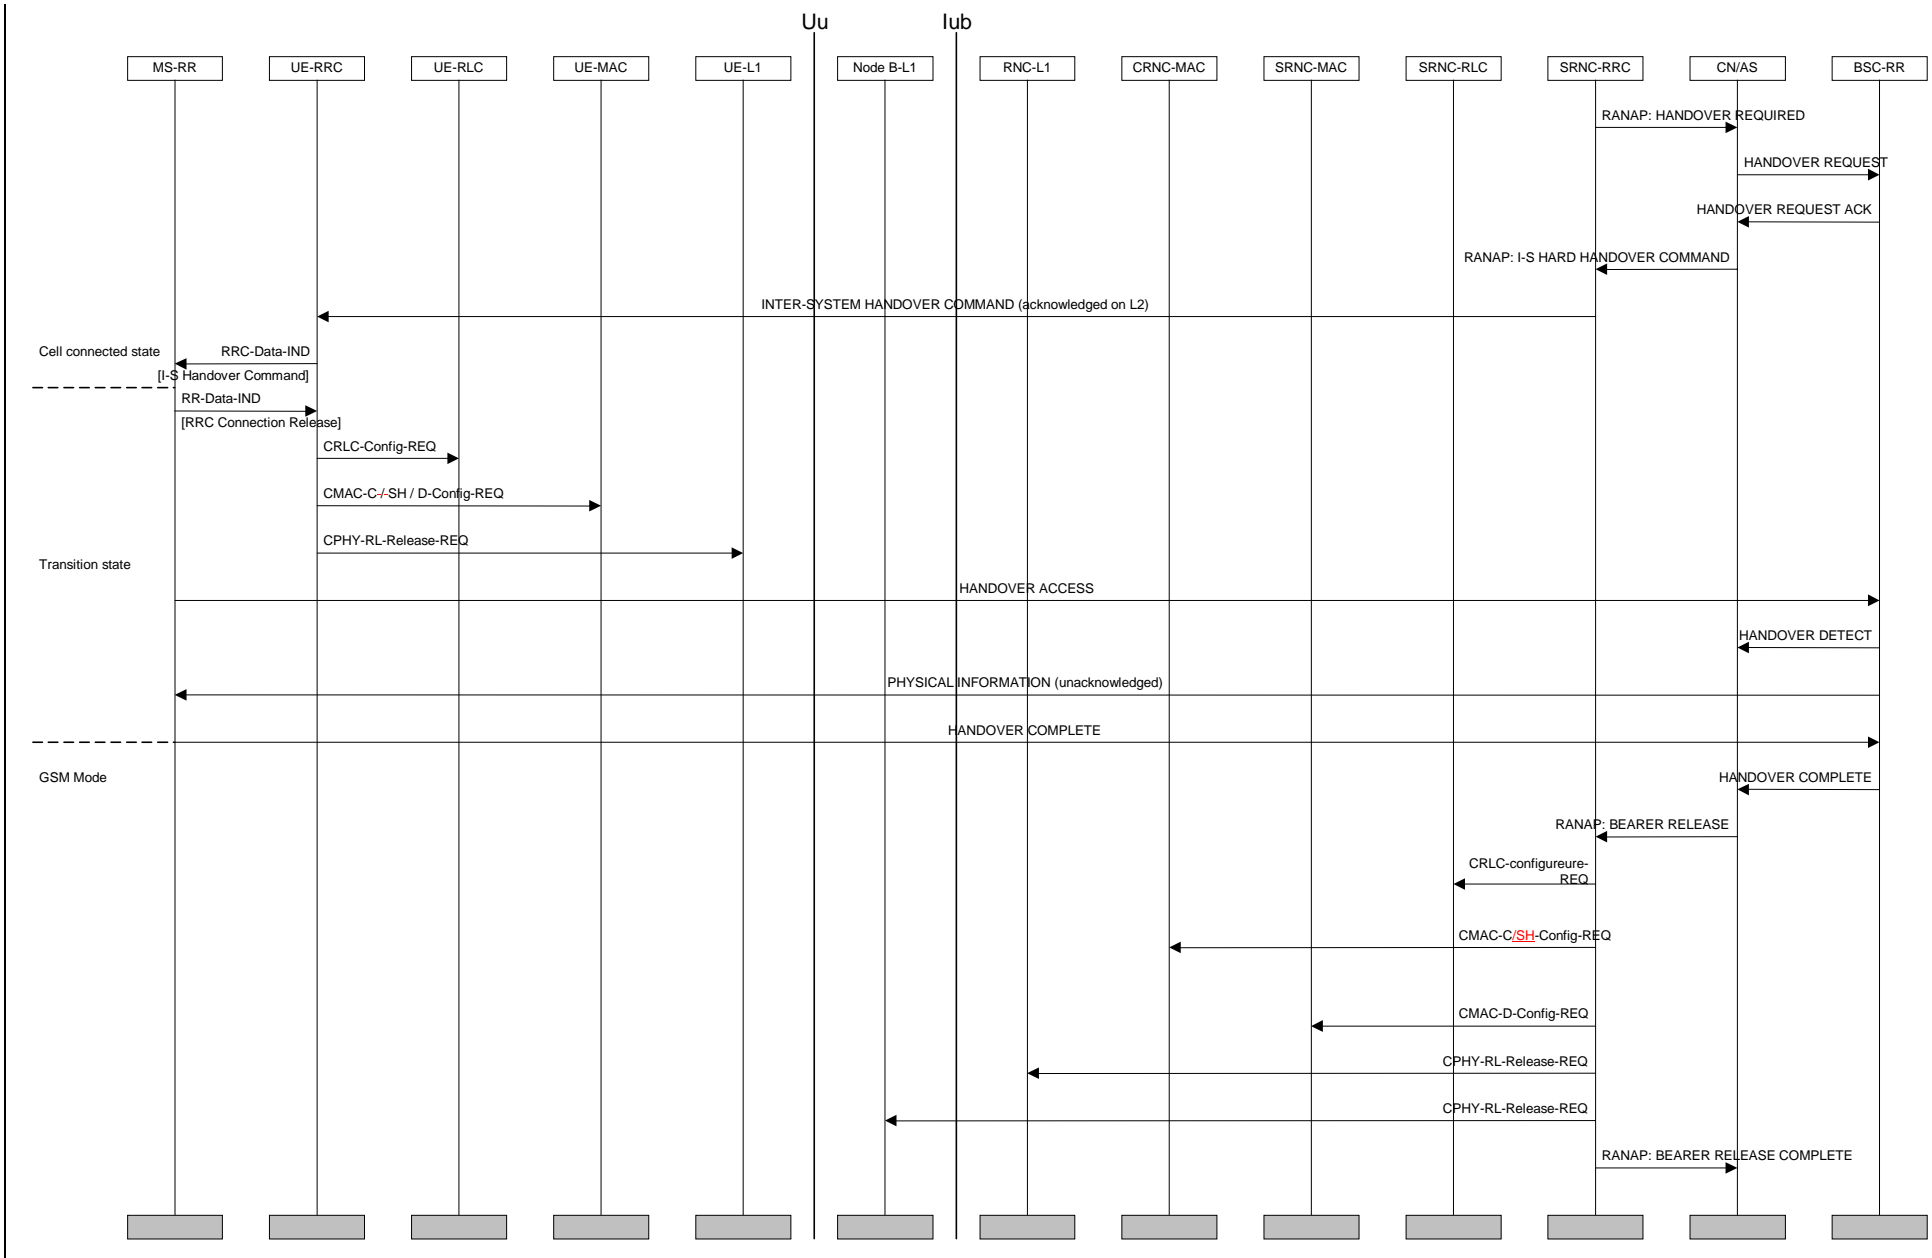 Uu Iub
MS-RR UE-RRC UE-RLC UE-MAC UE-L1 Node B-L1 RNC-L1 CRNC-MAC SRNC-MAC SRNC-RLC SRNC-RRC CN/AS BSC-RR
RANAP: HANDOVER REQUIRED
HANDOVER REQUEST
HANDOVER REQUEST ACK
RANAP: I-S HARD HANDOVER COMMAND
INTER-SYSTEM HANDOVER COMMAND (acknowledged on L2)
Cell connected state RRC-Data-IND
[I-S Handover Command]
RR-Data-IND
[RRC Connection Release]
CRLC-Config-REQ
CMAC-C-/-SH / D-Config-REQ
CPHY-RL-Release-REQ
Transition state
HANDOVER ACCESS
HANDOVER DETECT
PHYSICAL INFORMATION (unacknowledged)
HANDOVER COMPLETE
GSM Mode HANDOVER COMPLETE
RANAP: BEARER RELEASE
CRLC-configureure-
REQ
CMAC-C/SH-Config-REQ
CMAC-D-Config-REQ
CPHY-RL-Release-REQ
CPHY-RL-Release-REQ
RANAP: BEARER RELEASE COMPLETE